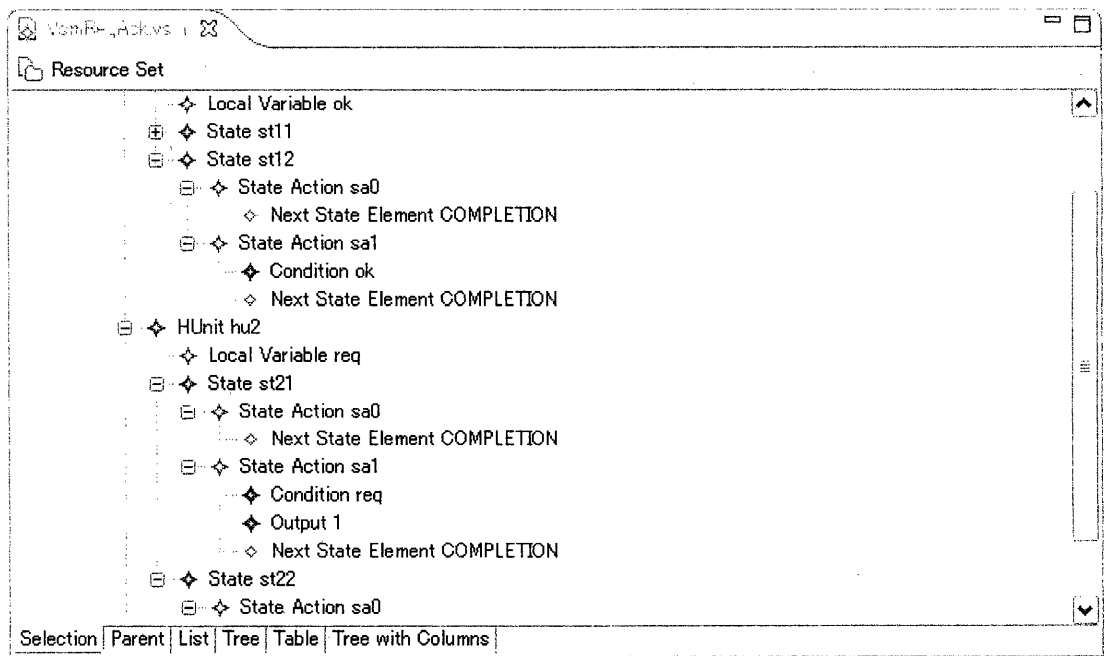 Resource Set
Local Variable ok
State st11
State st12
State Action sa0
Next State Element COMPLETION
State Action sa1
Condition ok
Next State Element COMPLETION
HUnit hu2
Local Variable req
State st21
State Action sa0
Next State Element COMPLETION
State Action sa1
Condition req
Output 1
Next State Element COMPLETION
State st22
State Action sa0
Selection Parent List Tree Table Tree with Columns